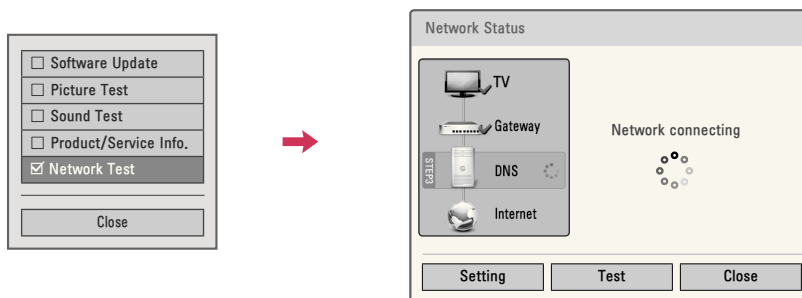 ☐ Software Update
☐ Picture Test
☐ Sound Test
☐ Product/Service Info.
☑ Network Test
Close
Network Status
TV
Gateway
STEP3
DNS
Internet
Network connecting
Setting
Test
Close